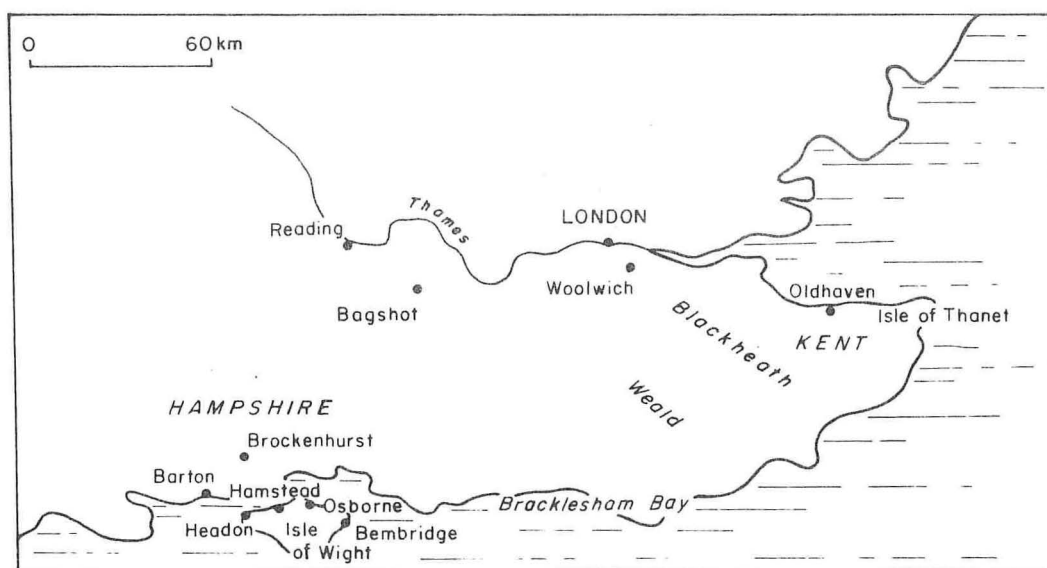 0 60 km
Thames
LONDON
Reading
Woolwich
Oldhaven
Bagshot
Isle of Thanet
Blackheath
KENT
Weald
HAMPSHIRE
Brockenhurst
Barton
Hamstead
Osborne
Bracklesham Bay
Headon
Isle
of Wight
Bembridge